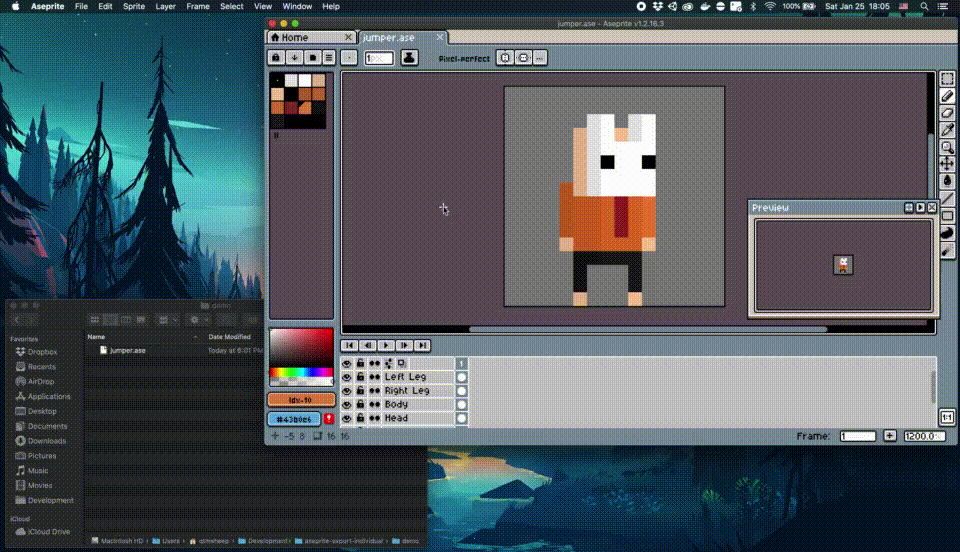 Aseprite File Edit Sprite Layer Frame Select View Window Help 100% Sat Jan 25 18:05
jumper.ase - Aseprite v1.2.16.3
Home jumper.ase
Pixel-perfect
Preview
demo
Name Date Modified
jumper.ase Today at 6:01 PM
Favorites
Dropbox
Recents
AirDrop
Applications
Desktop
Documents
Downloads
Pictures
Music
Movies
Development
iCloud
iCloud Drive
1
Left Leg
Right Leg
Body
Head
Idx-10
#43b0e6
-5 8 16 16
Frame: 1 1200.0
1:1
Macintosh HD Users Development aseprite-export-individual demo